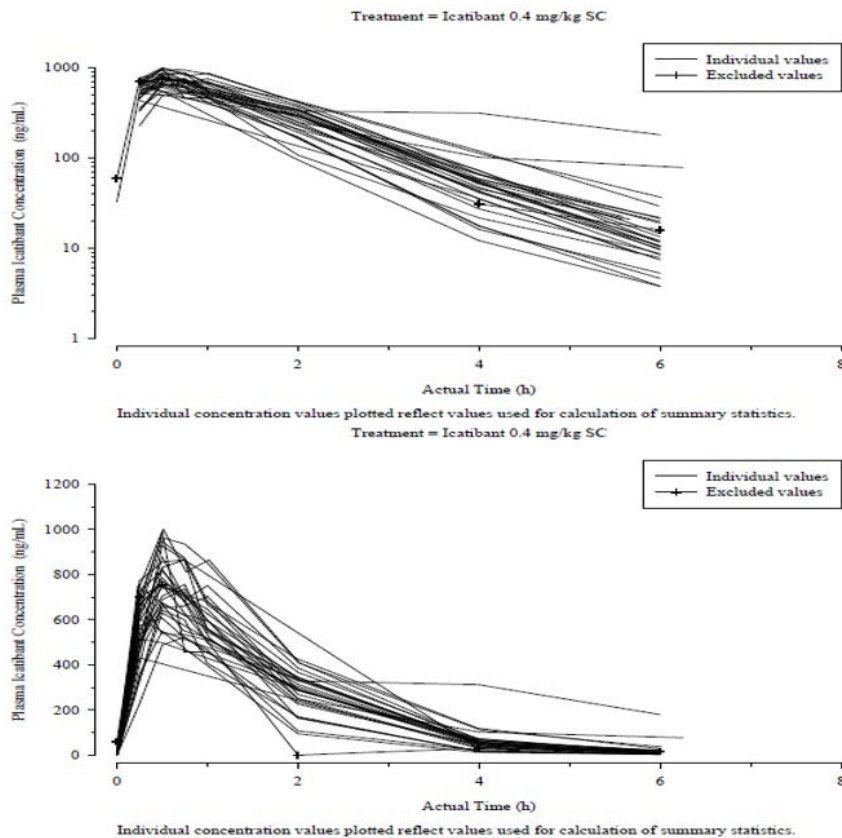 Treatment = Icatibant 0.4 mg/kg SC
Individual values
Excluded values
Plasma Icatibant Concentration (ng/mL)
1000
100
10
1
0 2 4 6 8
Actual Time (h)
Individual concentration values plotted reflect values used for calculation of summary statistics.
Treatment = Icatibant 0.4 mg/kg SC
Individual values
Excluded values
Plasma Icatibant Concentration (ng/mL)
1200
1000
800
600
400
200
0
0 2 4 6 8
Actual Time (h)
Individual concentration values plotted reflect values used for calculation of summary statistics.